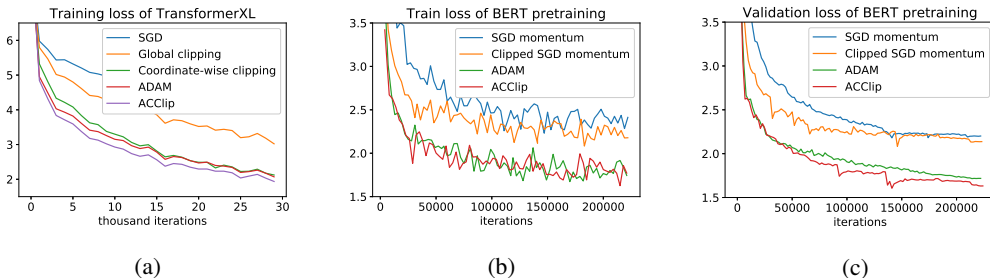 Training loss of TransformerXL
6
5
4
3
2
0
5
10
15
20
25
30
thousand iterations
SGD
Global clipping
Coordinate-wise clipping
ADAM
ACClip
(a)
Train loss of BERT pretraining
3.5
3.0
2.5
2.0
1.5
0
50000
100000
150000
200000
iterations
SGD momentum
Clipped SGD momentum
ADAM
ACClip
(b)
Validation loss of BERT pretraining
3.5
3.0
2.5
2.0
1.5
0
50000
100000
150000
200000
iterations
SGD momentum
Clipped SGD momentum
ADAM
ACClip
(c)